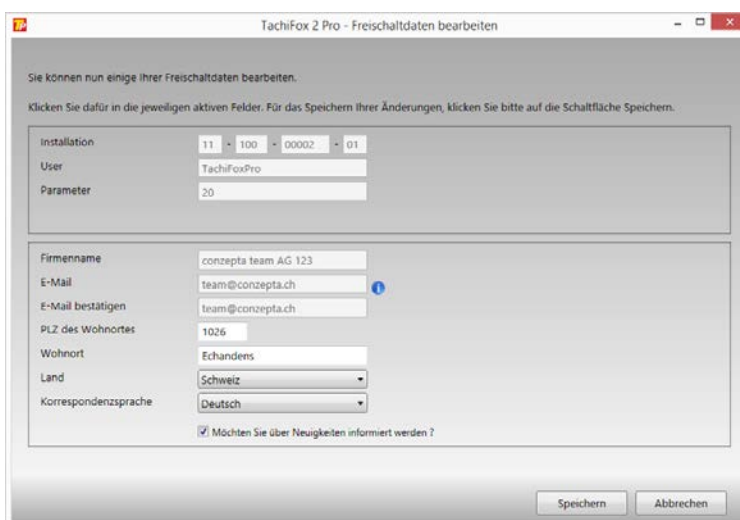 TachiFox 2 Pro - Freischaltdaten bearbeiten
Sie können nun einige Ihrer Freischaltdaten bearbeiten.
Klicken Sie dafür in die jeweiligen aktiven Felder. Für das Speichern Ihrer Änderungen, klicken Sie bitte auf die Schaltfläche Speichern.
Installation 11 - 100 - 00002 - 01
User TachiFoxPro
Parameter 20
Firmenname conzepta team AG 123
E-Mail team@conzepta.ch
E-Mail bestätigen team@conzepta.ch
PLZ des Wohnortes 1026
Wohnort Echandens
Land Schweiz
Korrespondenzsprache Deutsch
Möchten Sie über Neuigkeiten informiert werden ?
Speichern Abbrechen